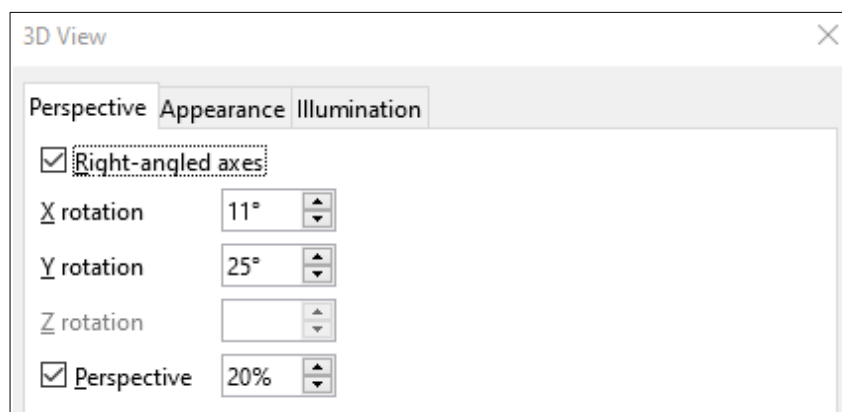 3D View
Perspective Appearance Illumination
Right-angled axes
X rotation 11°
Y rotation 25°
Z rotation
Perspective 20%